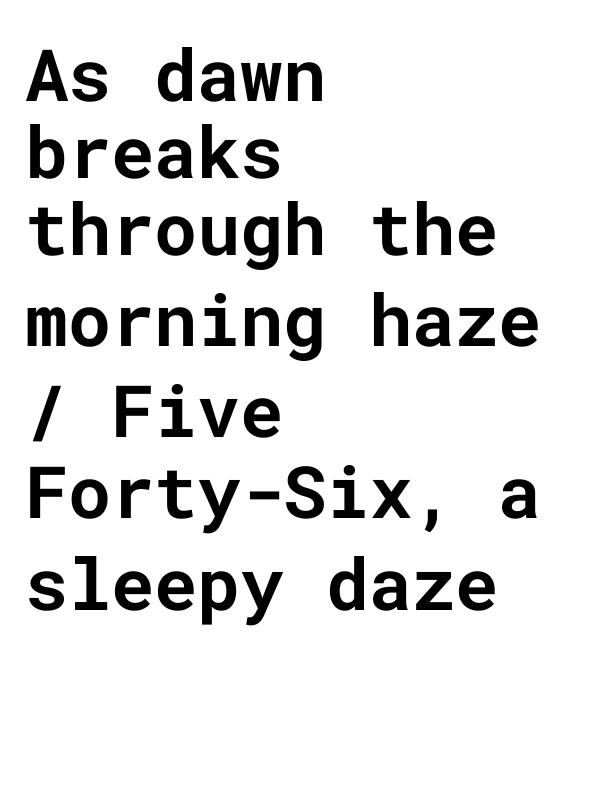 As dawn
breaks
through the
morning haze
/ Five
Forty-Six, a
sleepy daze